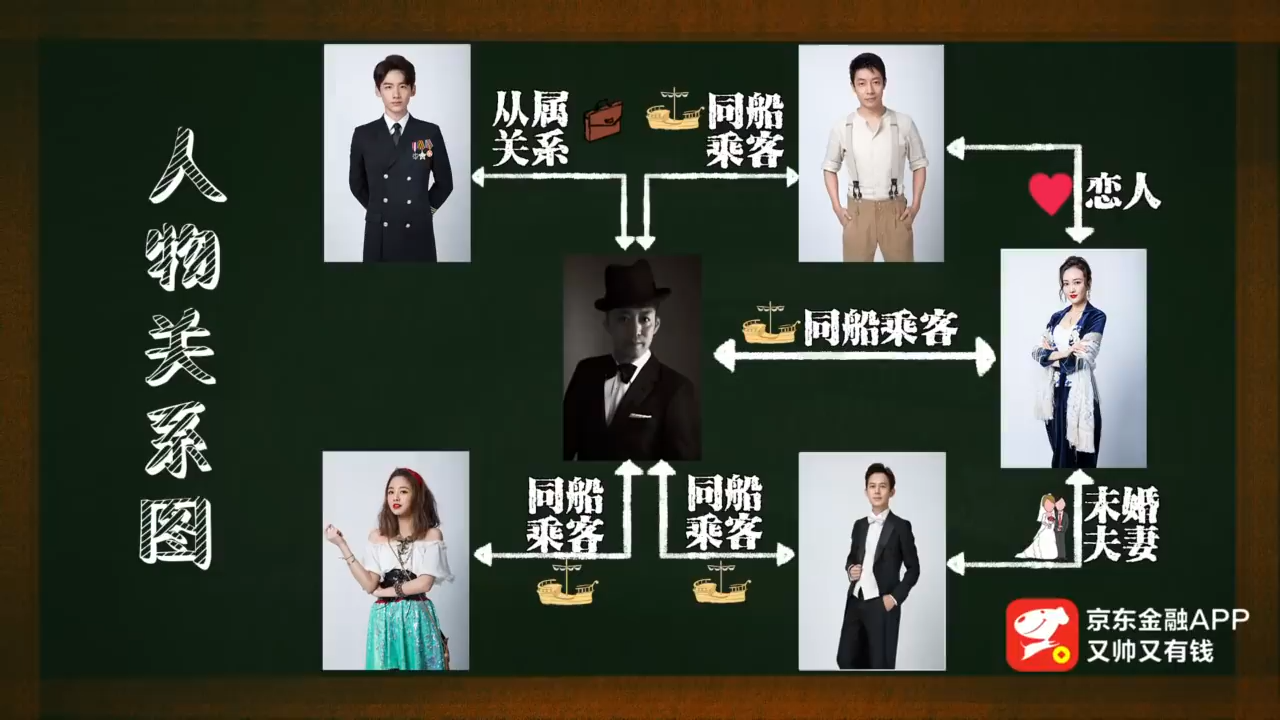 人物关系图
从属
关系
同船
乘客
恋人
同船乘客
同船
乘客
同船
乘客
未婚
夫妻
京东金融APP
又帅又有钱